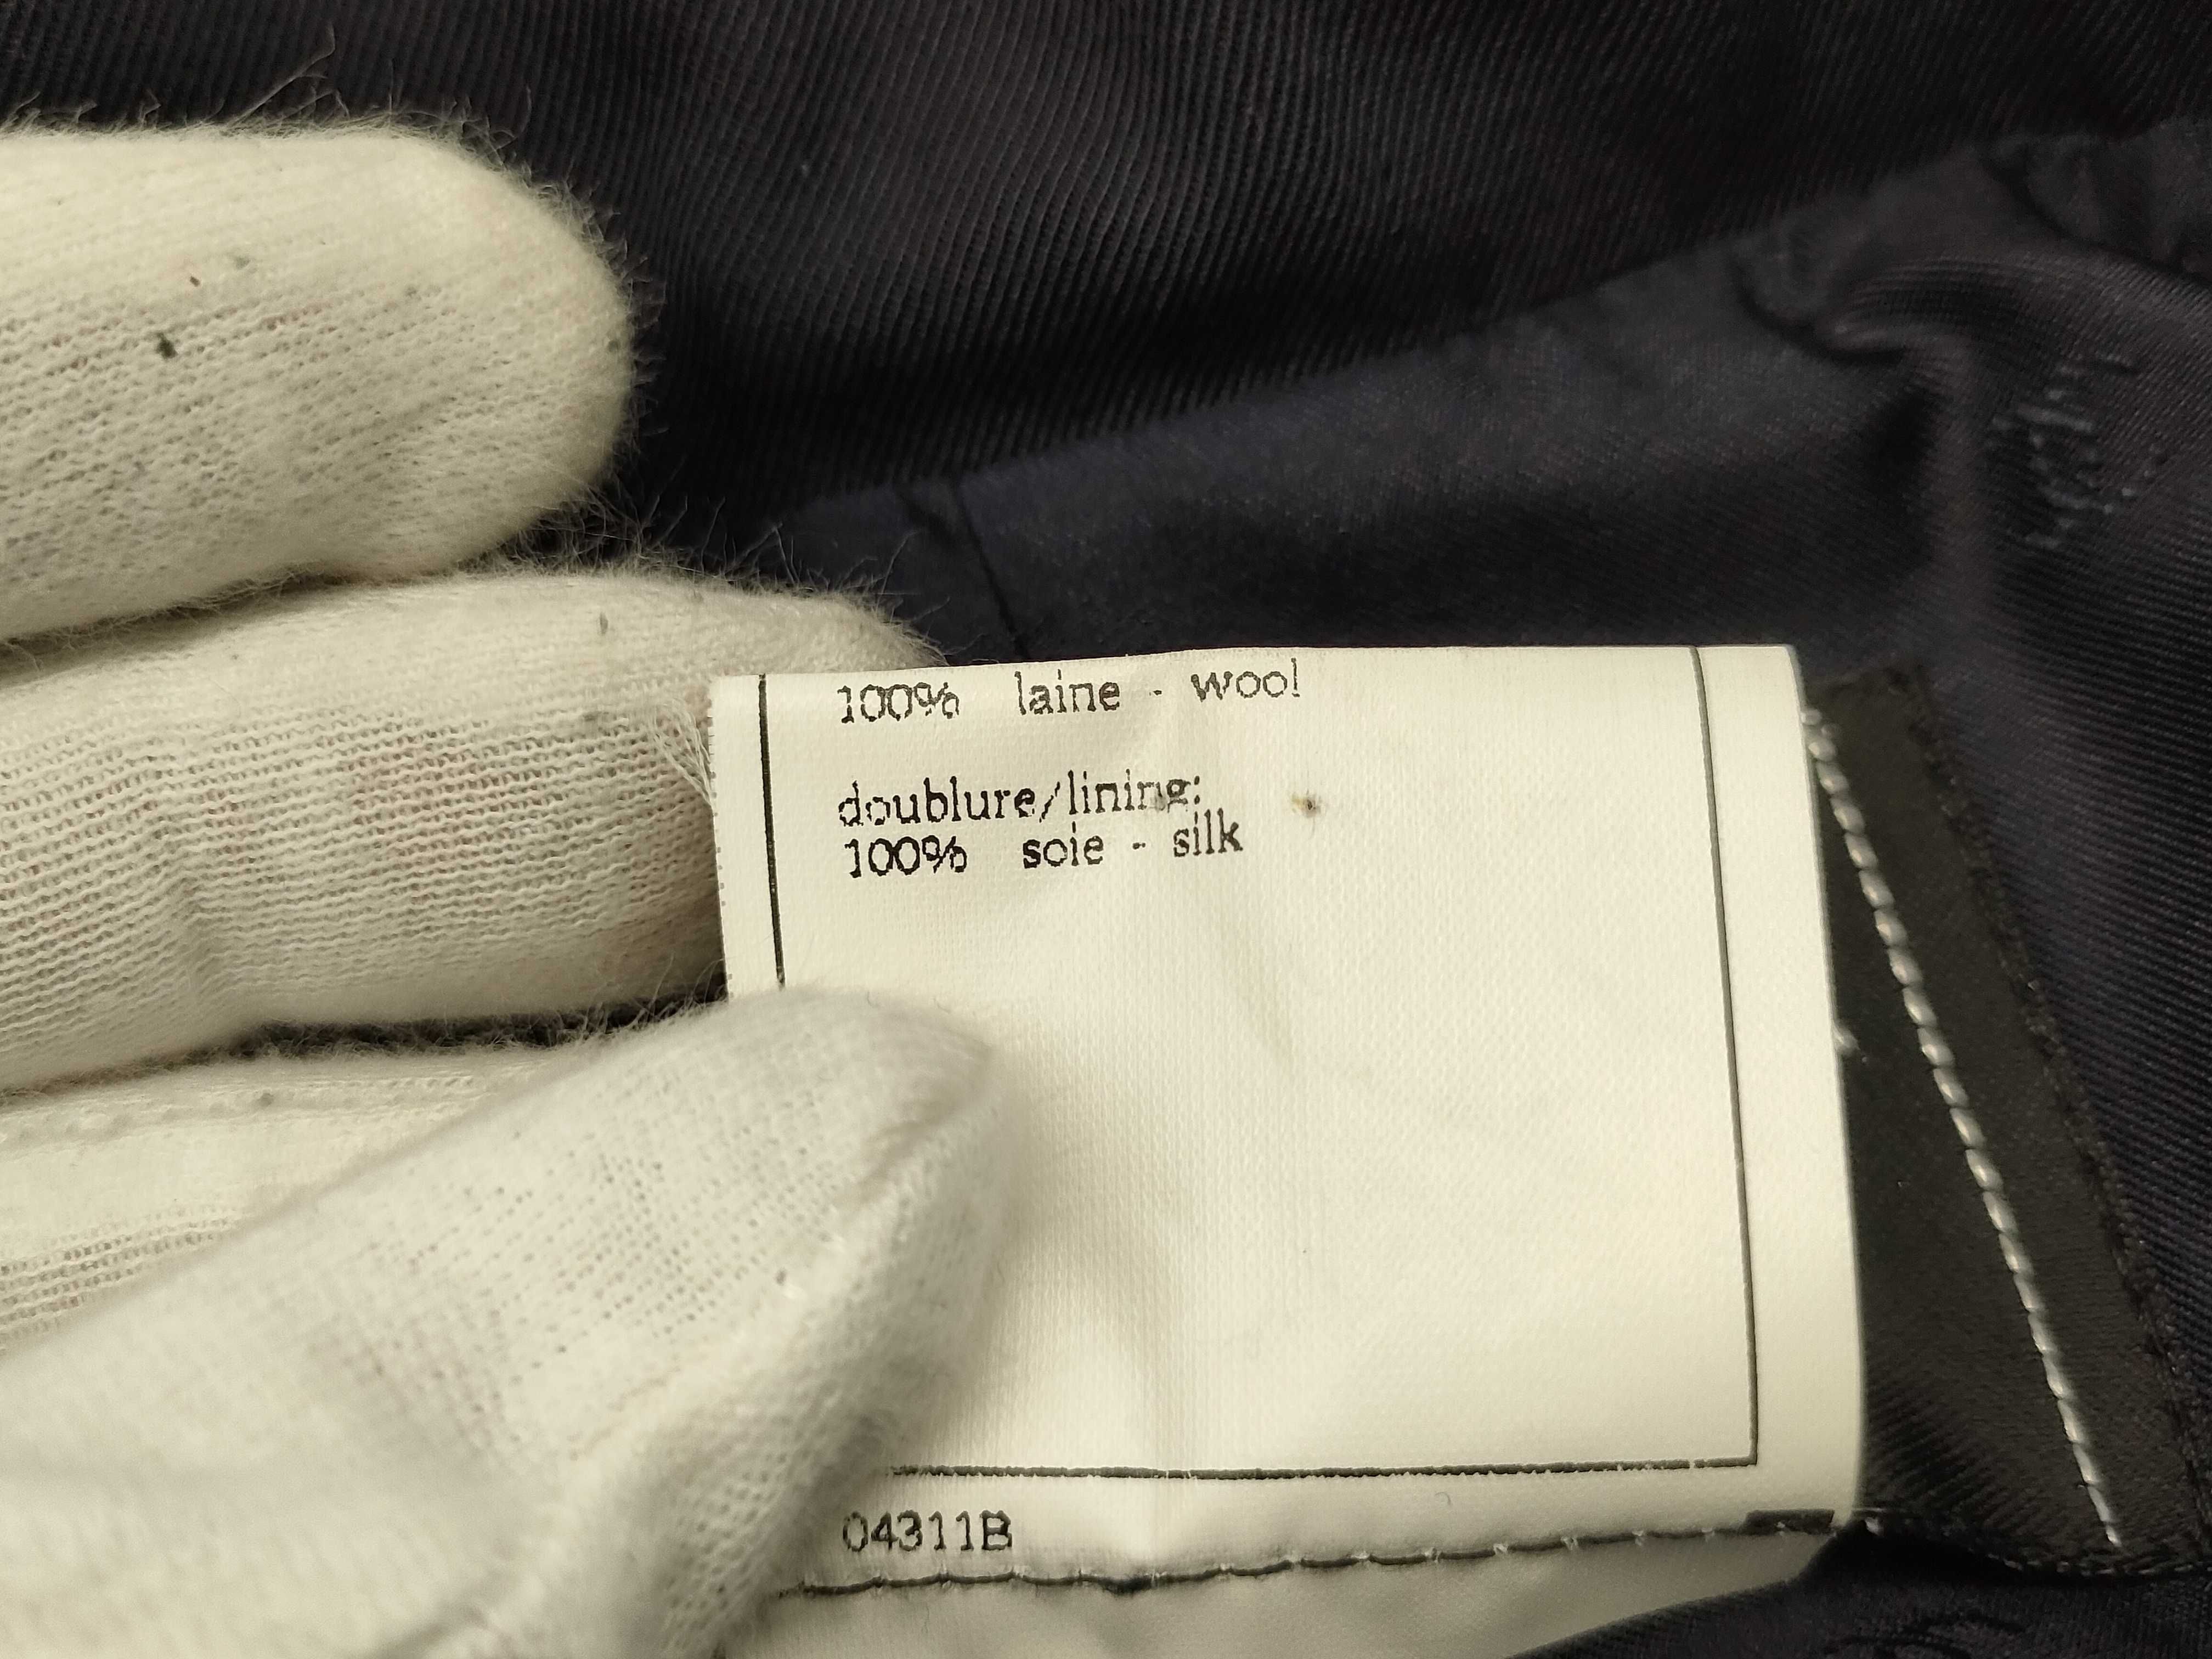 100% laine - wool
doublure/lining:
100% soie - silk
04311B